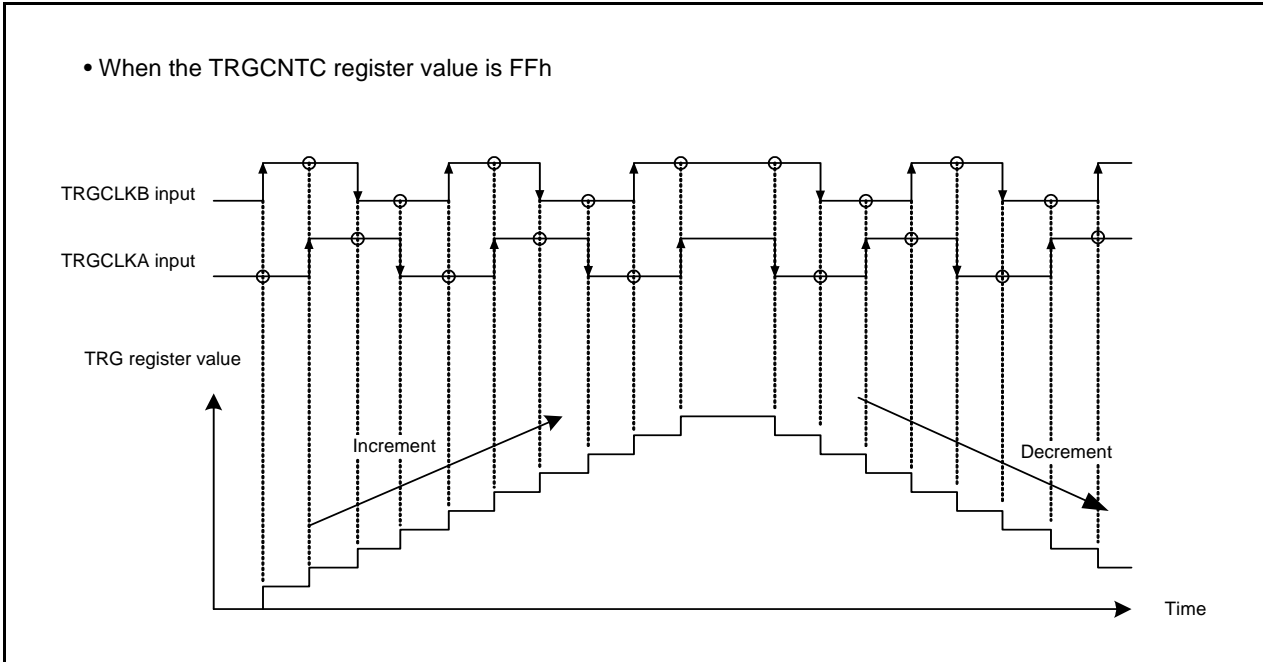 • When the TRGCNTC register value is FFh
TRGCLKB input
TRGCLKA input
TRG register value
Increment
Decrement
Time